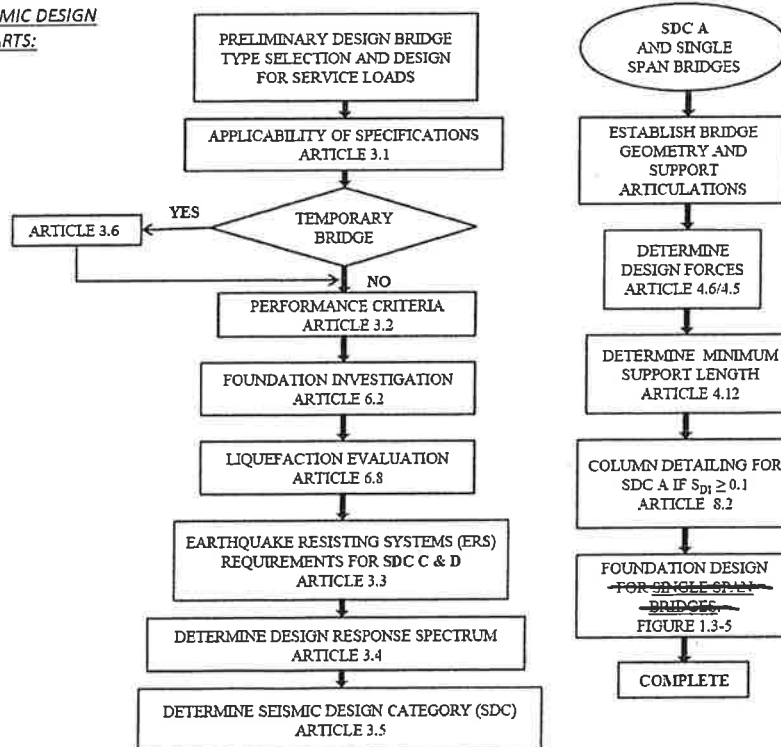 MIC DESIGN
ARTS:
PRELIMINARY DESIGN BRIDGE
TYPE SELECTION AND DESIGN
FOR SERVICE LOADS
APPLICABILITY OF SPECIFICATIONS
ARTICLE 3.1
TEMPORARY
BRIDGE
YES
ARTICLE 3.6
NO
PERFORMANCE CRITERIA
ARTICLE 3.2
FOUNDATION INVESTIGATION
ARTICLE 6.2
LIQUEFACTION EVALUATION
ARTICLE 6.8
EARTHQUAKE RESISTING SYSTEMS (ERS)
REQUIREMENTS FOR SDC C & D
ARTICLE 3.3
DETERMINE DESIGN RESPONSE SPECTRUM
ARTICLE 3.4
DETERMINE SEISMIC DESIGN CATEGORY (SDC)
ARTICLE 3.5
SDC A
AND SINGLE
SPAN BRIDGES
ESTABLISH BRIDGE
GEOMETRY AND
SUPPORT
ARTICULATIONS
DETERMINE
DESIGN FORCES
ARTICLE 4.6/4.5
DETERMINE MINIMUM
SUPPORT LENGTH
ARTICLE 4.12
COLUMN DETAILING FOR
SDC A IF SD1 ≥ 0.1
ARTICLE 8.2
FOUNDATION DESIGN
FOR SINGLE SPAN
BRIDGES
FIGURE 1.3-5
COMPLETE